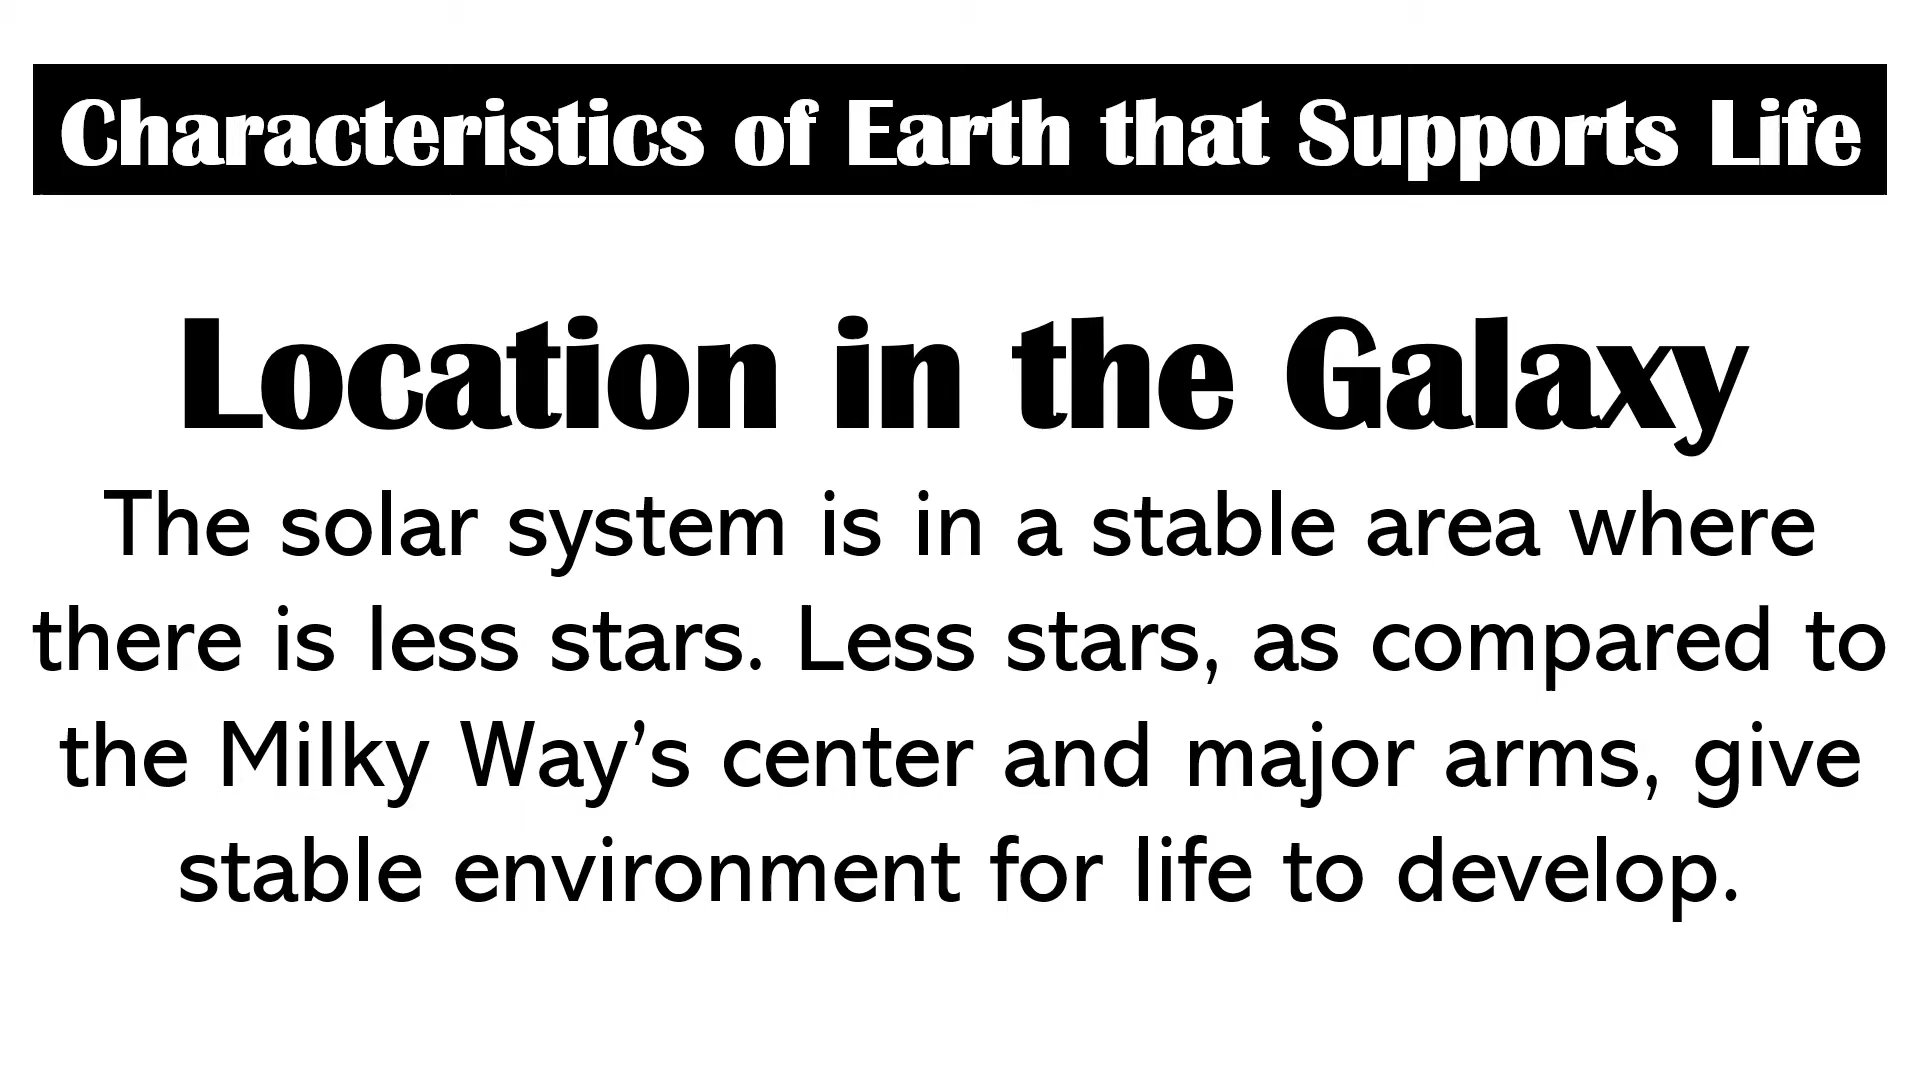 Characteristics of Earth that Supports Life
Location in the Galaxy
The solar system is in a stable area where
there is less stars. Less stars, as compared to
the Milky Way’s center and major arms, give
stable environment for life to develop.